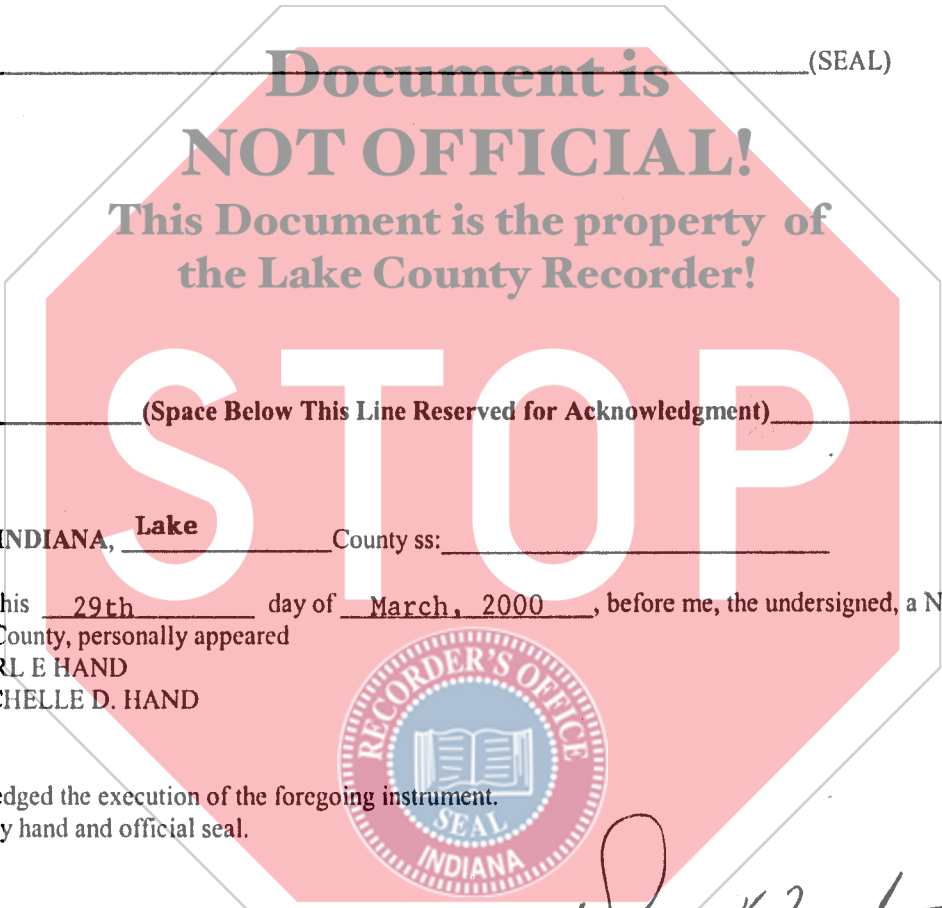 (SEAL)
Document is
NOT OFFICIAL!
This Document is the property of
the Lake County Recorder!
STOP
(Space Below This Line Reserved for Acknowledgment)
NDIANA, Lake County ss:
his 29th day of March, 2000, before me, the undersigned, a N
County, personally appeared
RL E HAND
CHELLE D. HAND
RECORDER'S OFFICE
SEAL
INDIANA
edged the execution of the foregoing instrument.
y hand and official seal.